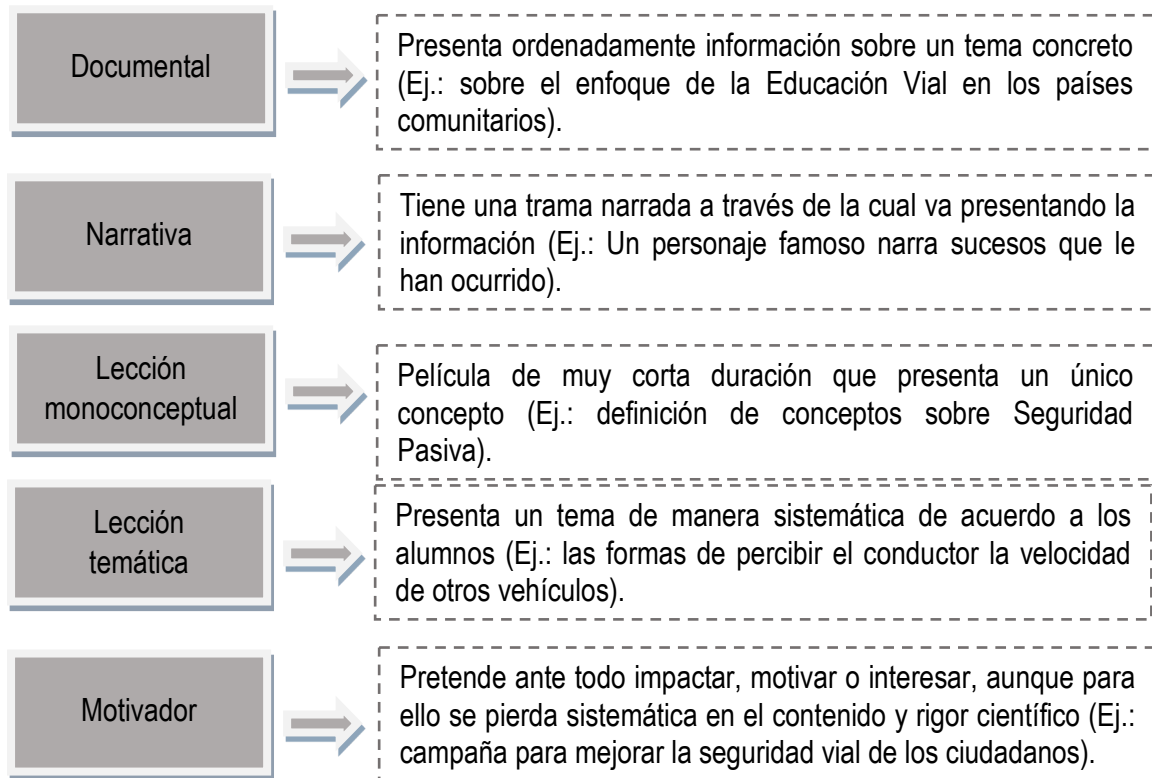 Documental
Presenta ordenadamente información sobre un tema concreto
(Ej.: sobre el enfoque de la Educación Vial en los países
comunitarios).
Narrativa
Tiene una trama narrada a través de la cual va presentando la
información (Ej.: Un personaje famoso narra sucesos que le
han ocurrido).
Lección
monoconceptual
Película de muy corta duración que presenta un único
concepto (Ej.: definición de conceptos sobre Seguridad
Pasiva).
Lección
temática
Presenta un tema de manera sistemática de acuerdo a los
alumnos (Ej.: las formas de percibir el conductor la velocidad
de otros vehículos).
Motivador
Pretende ante todo impactar, motivar o interesar, aunque para
ello se pierda sistemática en el contenido y rigor científico (Ej.:
campaña para mejorar la seguridad vial de los ciudadanos).